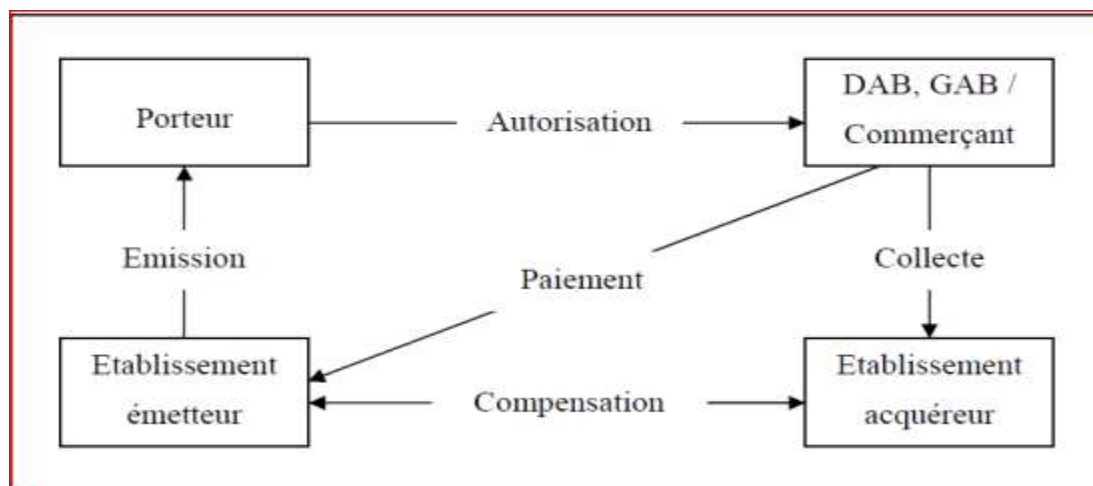 Porteur
Autorisation
DAB, GAB /
Commerçant
Emission
Paiement
Collecte
Etablissement
émetteur
Compensation
Etablissement
acquéreur